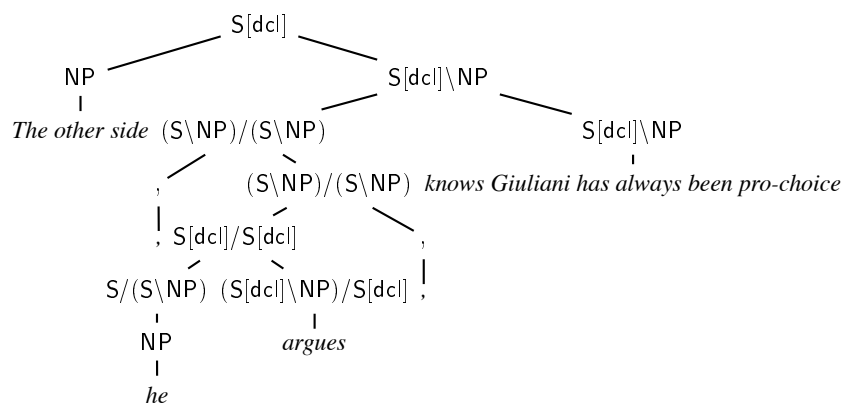 S[dcl]
NP S[dcl]\NP
The other side (S\NP)/(S\NP) S[dcl]\NP
, (S\NP)/(S\NP) knows Giuliani has always been pro-choice
, S[dcl]/S[dcl] ,
S/(S\NP) (S[dcl]\NP)/S[dcl] ,
NP argues
he